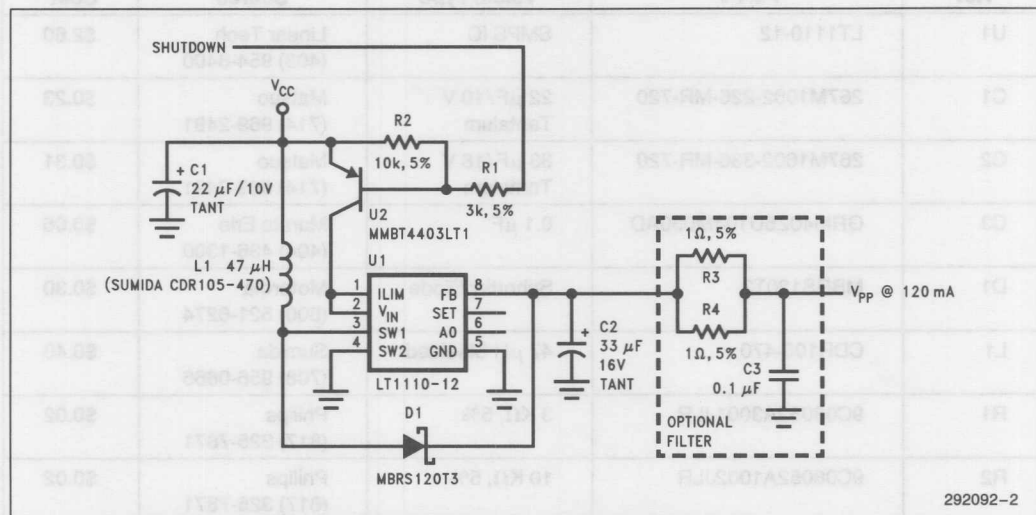 SHUTDOWN
VCC
R2
10k, 5%
R1
3k, 5%
+ C1
22 µF/10V
TANT
U2
MMBT4403LT1
U1
L1 47 µH
(SUMIDA CDR105-470)
1 ILIM FB 8
2 VIN SET 7
3 SW1 AO 6
4 SW2 GND 5
LT1110-12
D1
MBRS120T3
+ C2
33 µF
16V
TANT
1Ω, 5%
R3
R4
1Ω, 5%
C3
0.1 µF
OPTIONAL
FILTER
VPP @ 120 mA
292092-2